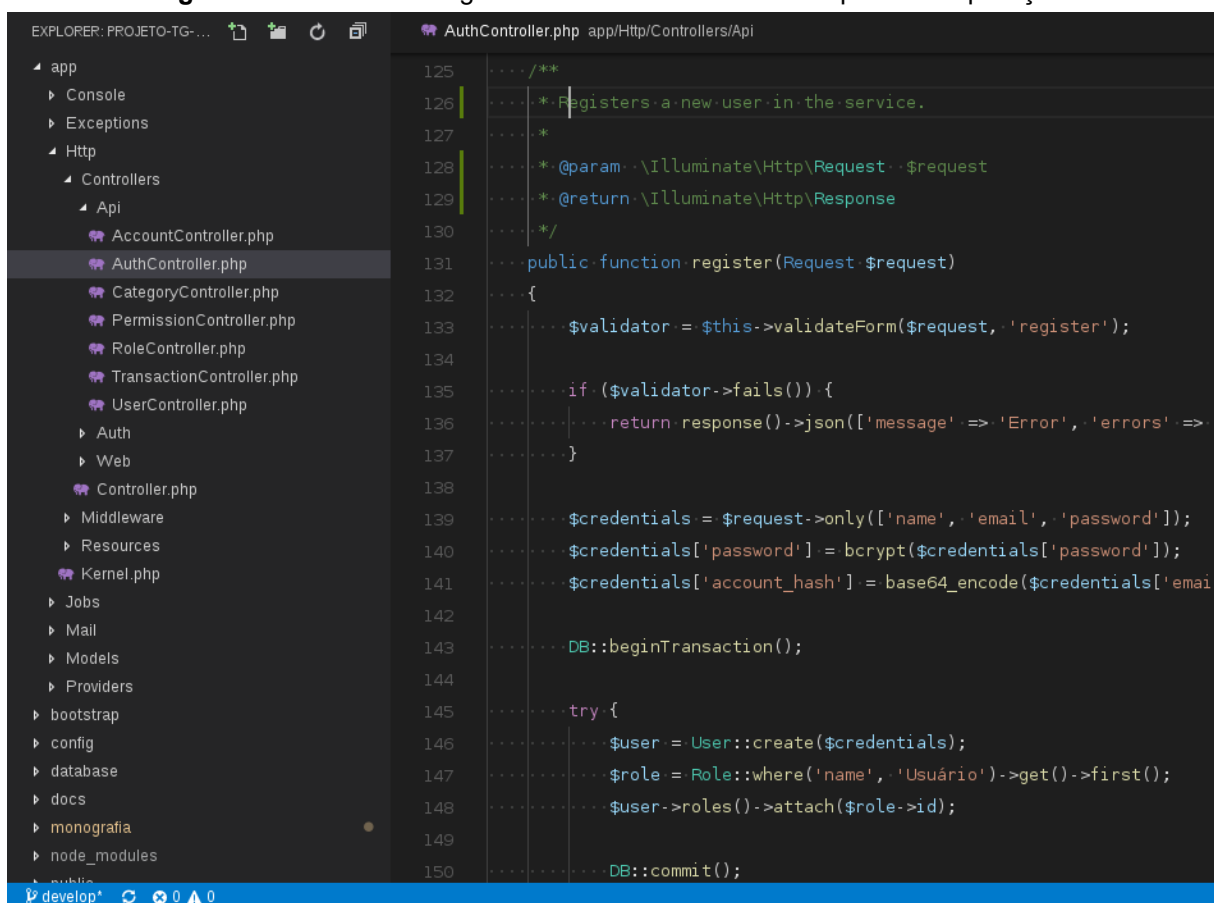 EXPLORER: PROJETO-TG-...
app
Console
Exceptions
Http
Controllers
Api
AccountController.php
AuthController.php
CategoryController.php
PermissionController.php
RoleController.php
TransactionController.php
UserController.php
Auth
Web
Controller.php
Middleware
Resources
Kernel.php
Jobs
Mail
Models
Providers
bootstrap
config
database
docs
monografia
node_modules
develop* 0 0
AuthController.php app/Http/Controllers/Api
125 /**
126 * Registers a new user in the service.
127 *
128 * @param \Illuminate\Http\Request $request
129 * @return \Illuminate\Http\Response
130 */
131 public function register(Request $request)
132 {
133 $validator = $this->validateForm($request, 'register');
134
135 if ($validator->fails()) {
136 return response()->json(['message' => 'Error', 'errors' =>
137 }
138
139 $credentials = $request->only(['name', 'email', 'password']);
140 $credentials['password'] = bcrypt($credentials['password']);
141 $credentials['account_hash'] = base64_encode($credentials['emai
142
143 DB::beginTransaction();
144
145 try {
146 $user = User::create($credentials);
147 $role = Role::where('name', 'Usuário')->get()->first();
148 $user->roles()->attach($role->id);
149
150 DB::commit();